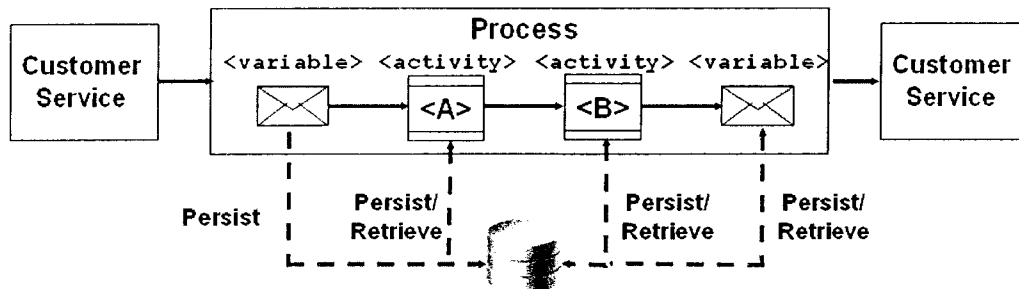 Process
Customer
Service
<variable> <activity> <activity> <variable>
<A>
<B>
Customer
Service
Persist
Persist/
Retrieve
Persist/
Retrieve
Persist/
Retrieve